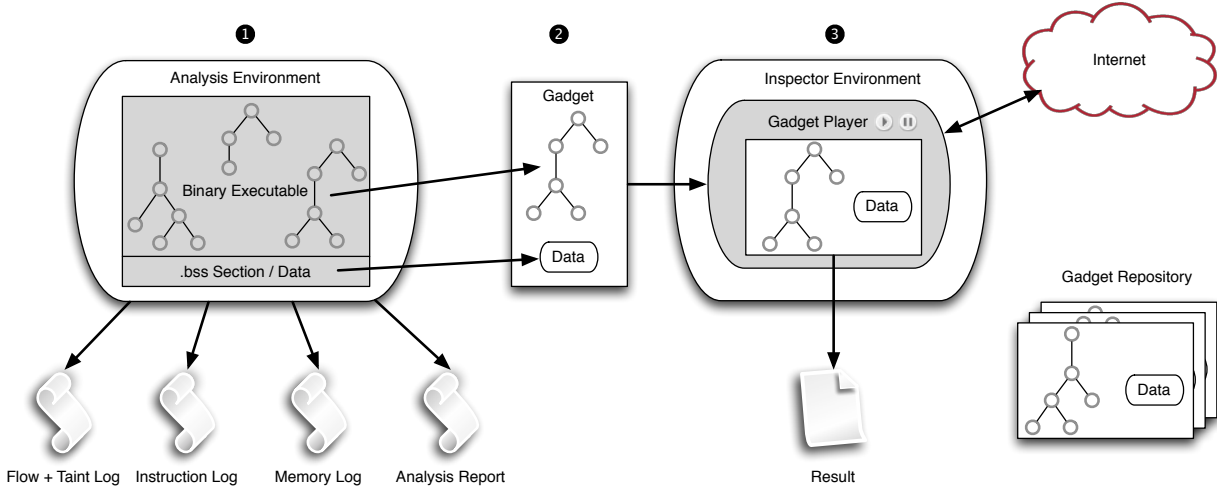 1
2
3
Analysis Environment
Binary Executable
.bss Section / Data
Gadget
Data
Inspector Environment
Gadget Player
Data
Internet
Gadget Repository
Data
Flow + Taint Log
Instruction Log
Memory Log
Analysis Report
Result